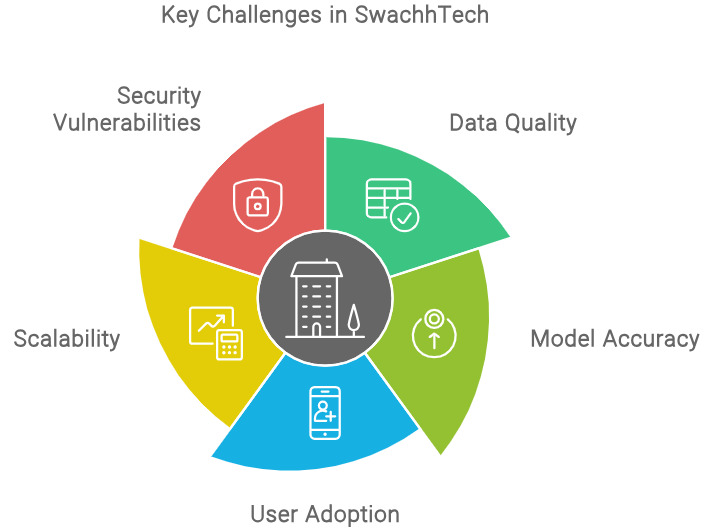 Key Challenges in SwachhTech
Security
Vulnerabilities
Data Quality
Scalability
Model Accuracy
User Adoption